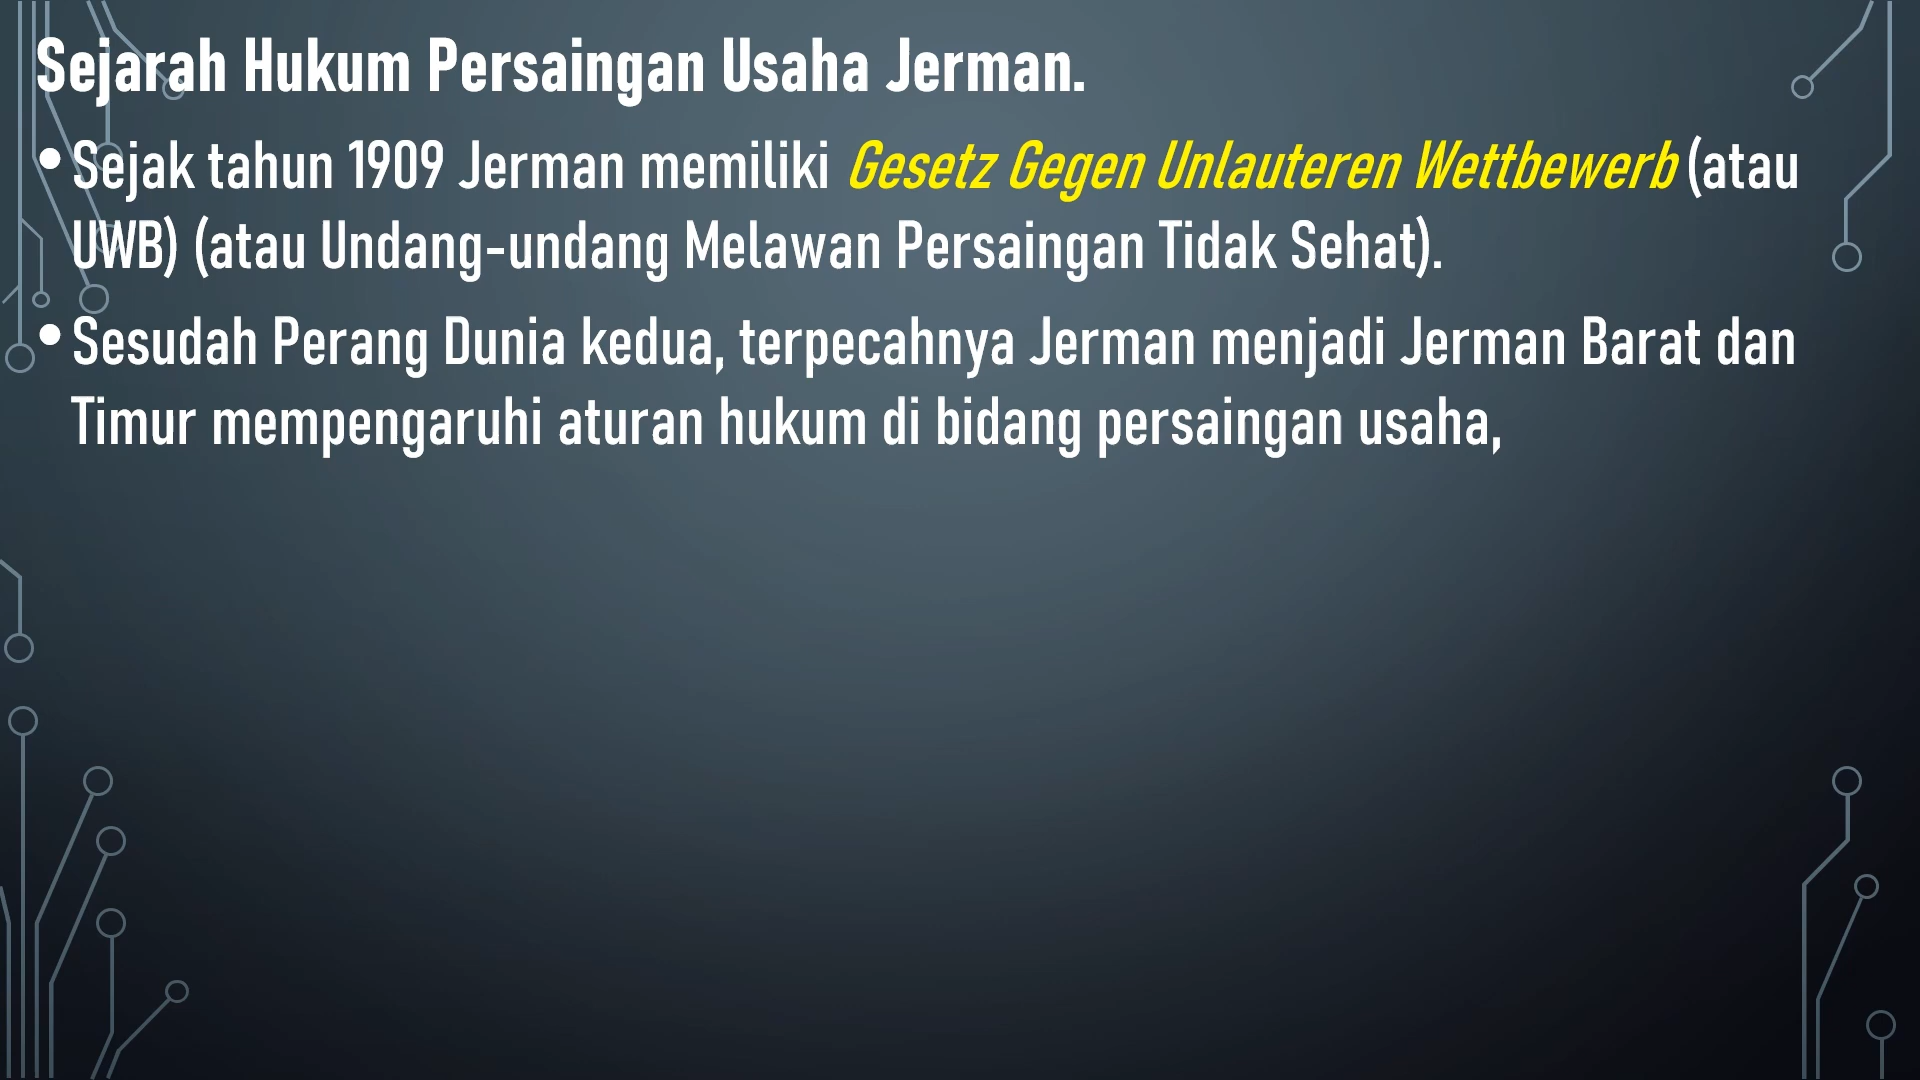 Sejarah Hukum Persaingan Usaha Jerman.
• Sejak tahun 1909 Jerman memiliki Gesetz Gegen Unlauteren Wettbewerb (atau
UWB) (atau Undang-undang Melawan Persaingan Tidak Sehat).
• Sesudah Perang Dunia kedua, terpecahnya Jerman menjadi Jerman Barat dan
Timur mempengaruhi aturan hukum di bidang persaingan usaha,